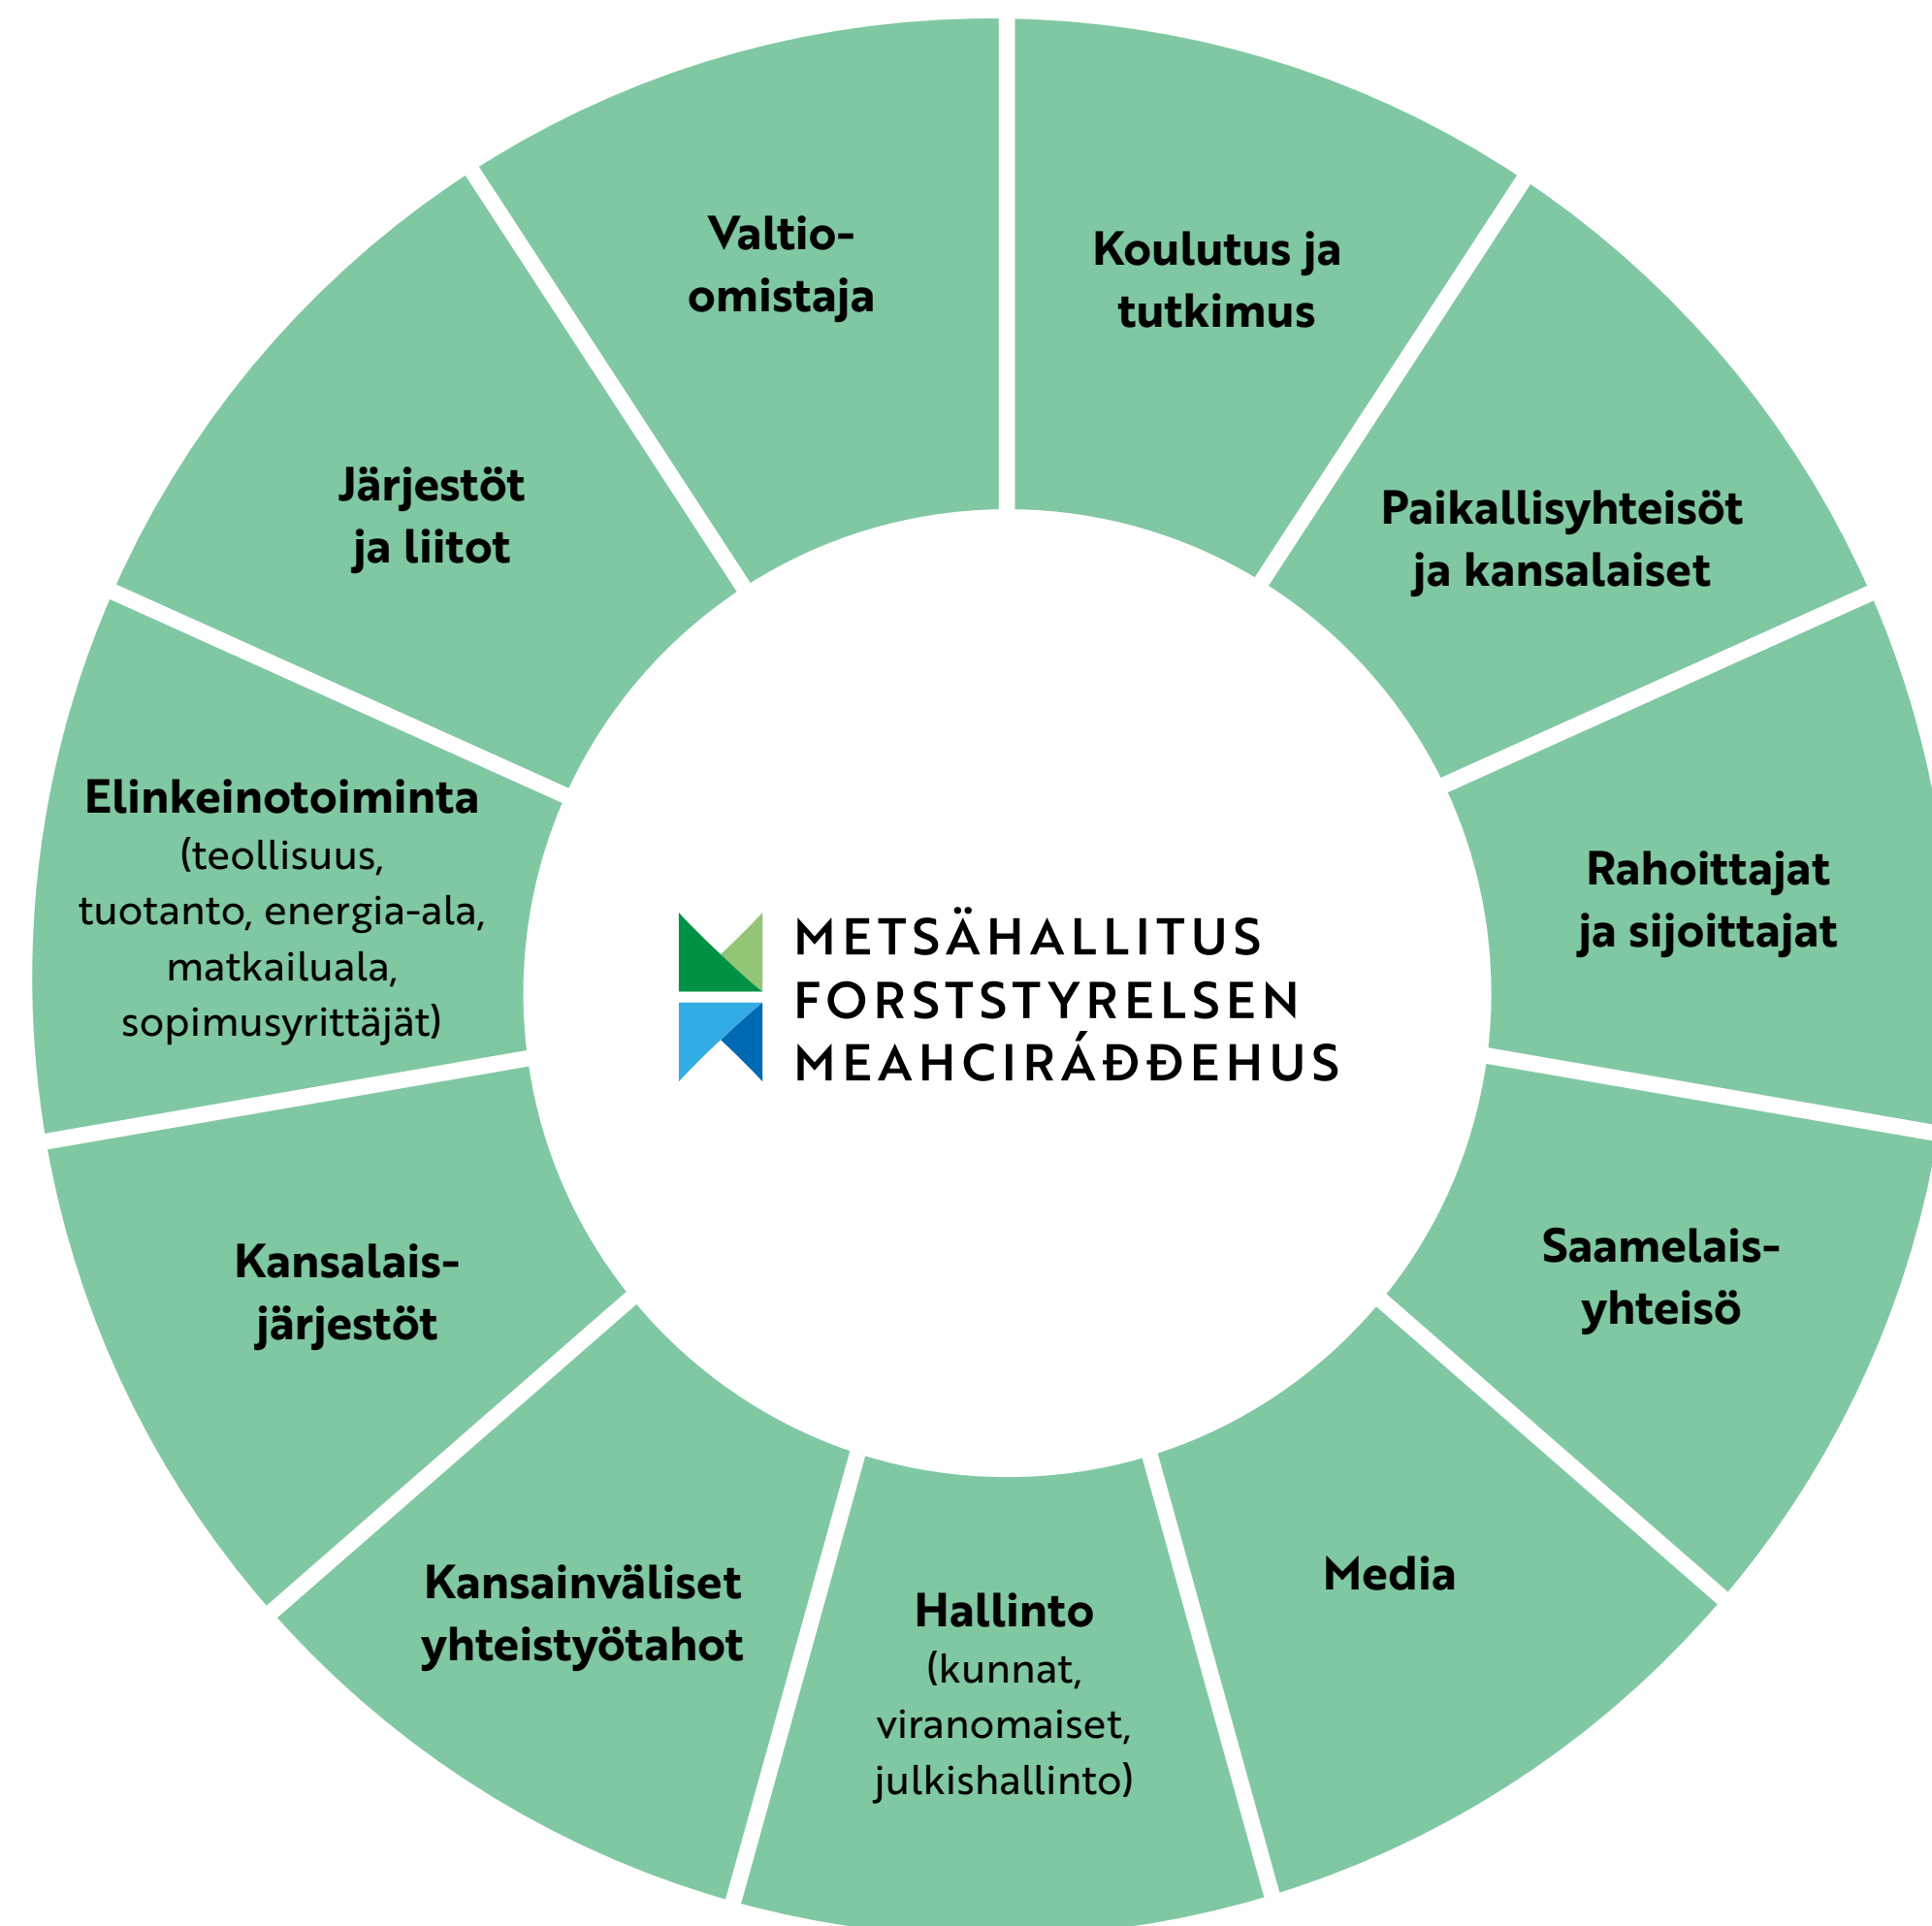 Valtio-
omistaja
Koulutus ja
tutkimus
Järjestöt
ja liitot
Paikallisyhteisöt
ja kansalaiset
Elinkeinotoiminta
(teollisuus,
tuotanto, energia-ala,
matkailuala,
sopimusyrittäjät)
METSÄHALLITUS
FORSTSTYRELSEN
MEAHCIRÁĐĐEHUS
Rahoittajat
ja sijoittajat
Kansalais-
järjestöt
Saamelais-
yhteisö
Kansainväliset
yhteistyötahot
Hallinto
(kunnat,
viranomaiset,
julkishallinto)
Media